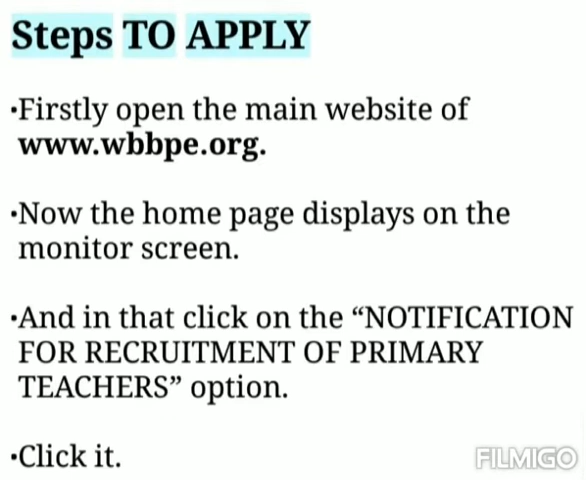 Steps TO APPLY
•Firstly open the main website of
www.wbbpe.org.
•Now the home page displays on the
monitor screen.
•And in that click on the “NOTIFICATION
FOR RECRUITMENT OF PRIMARY
TEACHERS” option.
•Click it.
FILMIGO